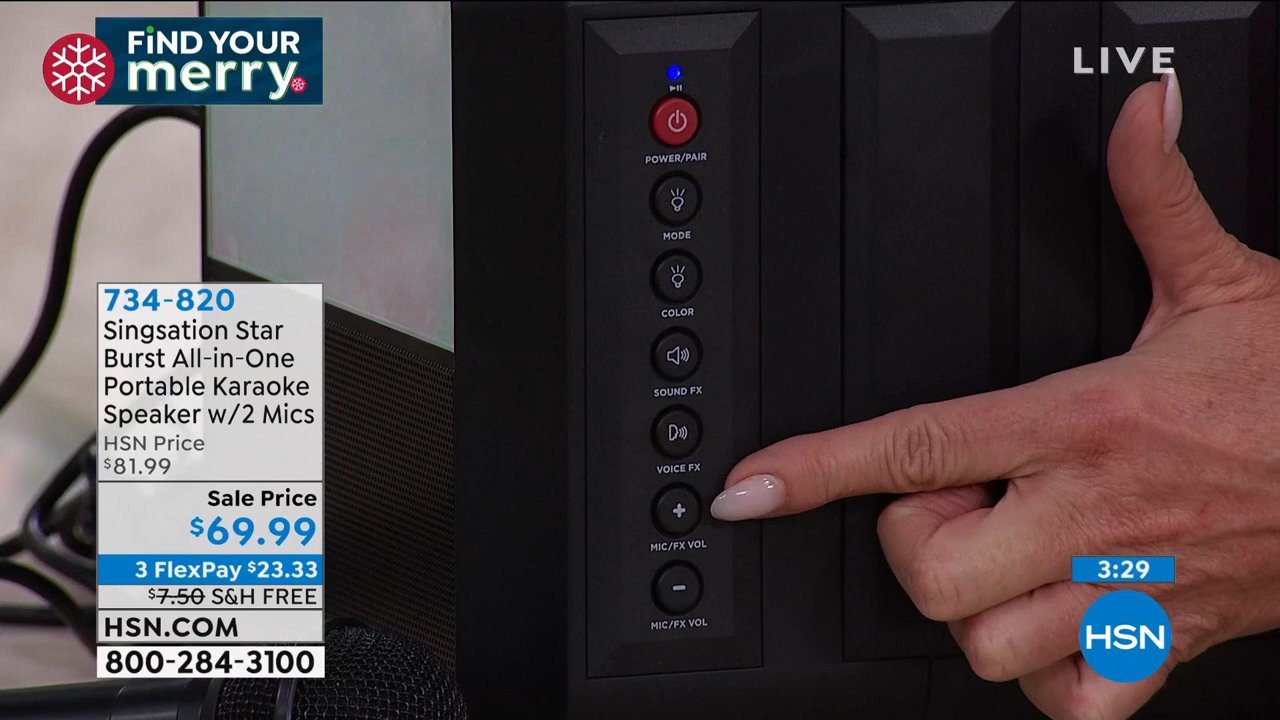 FiND YOUR
merry.
LIVE
POWER/PAIR
MODE
COLOR
SOUND FX
VOICE FX
MIC/FX VOL
MIC/FX VOL
734-820
Singsation Star
Burst All-in-One
Portable Karaoke
Speaker w/2 Mics
HSN Price
$81.99
Sale Price
$69.99
3 FlexPay $23.33
$7.50 S&H FREE
HSN.COM
800-284-3100
3:29
HSN